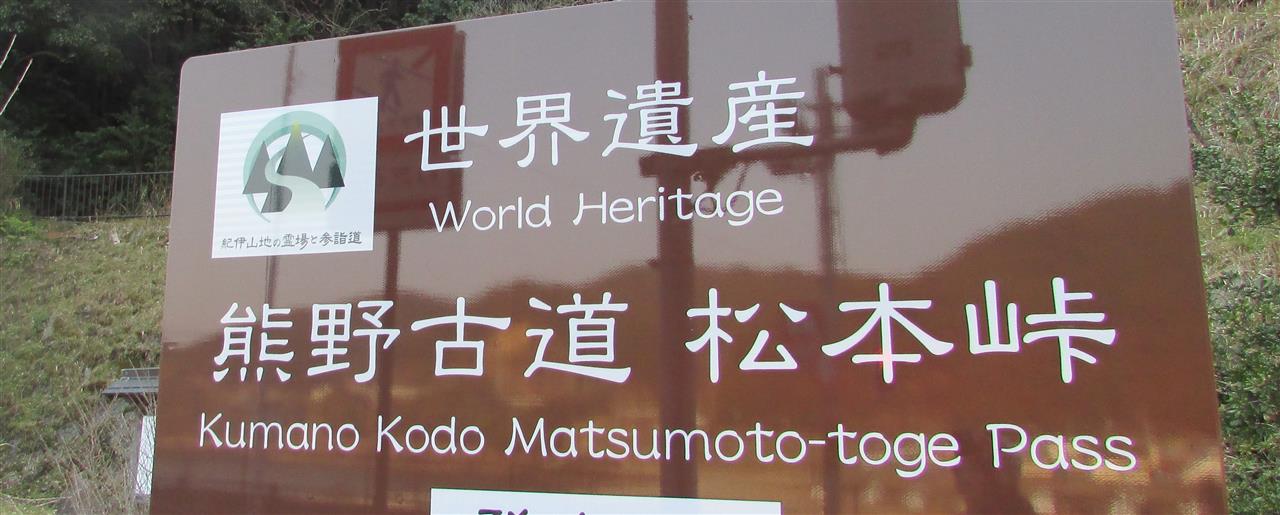 世界遺産
World Heritage
紀伊山地の霊場と参詣道
熊野古道 松本峠
Kumano Kodo Matsumoto-toge Pass